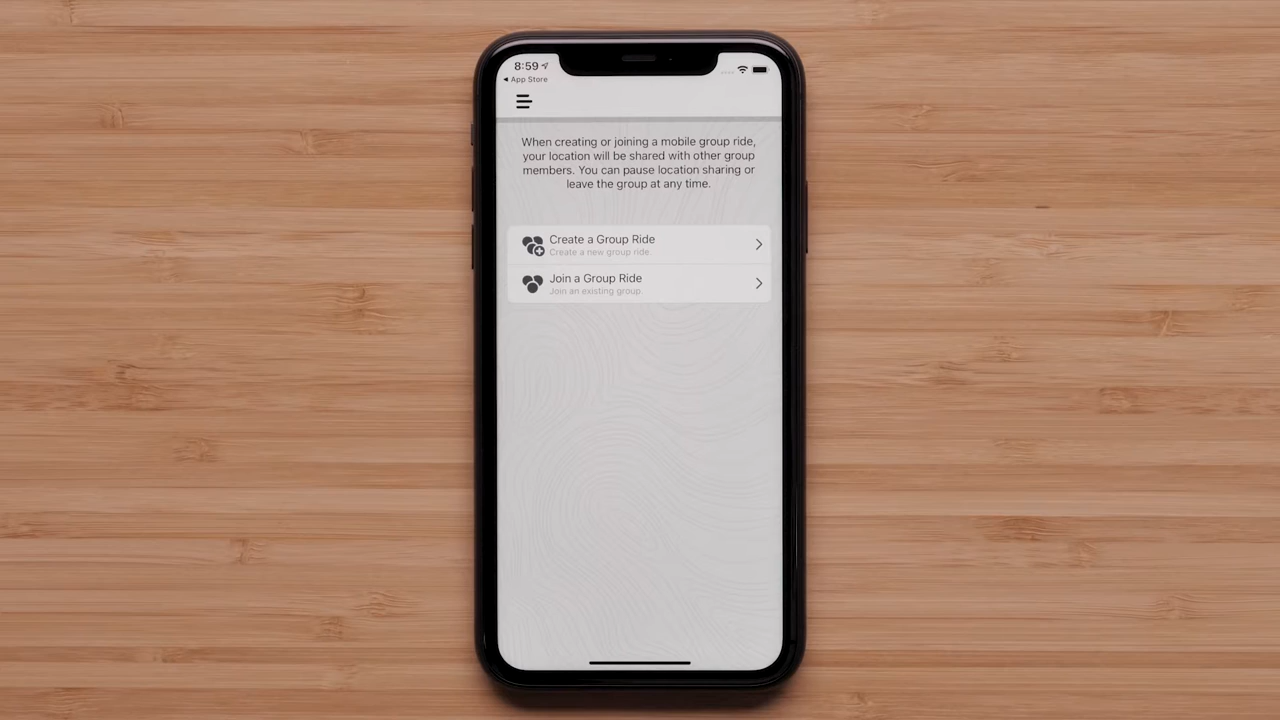 8:59
◀ App Store
When creating or joining a mobile group ride,
your location will be shared with other group
members. You can pause location sharing or
leave the group at any time.
Create a Group Ride
Create a new group ride.
Join a Group Ride
Join an existing group.